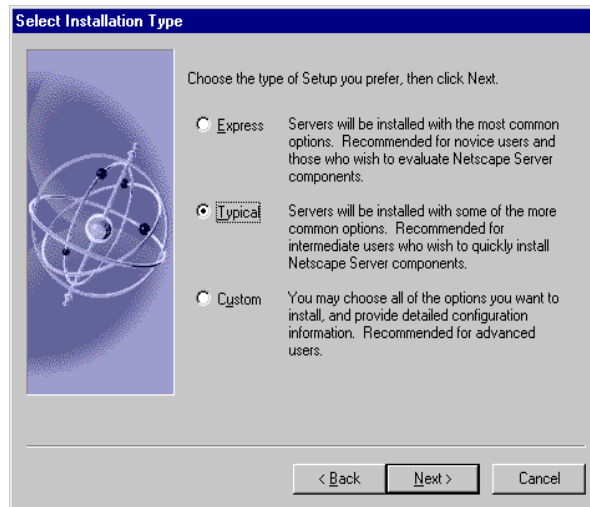 Select Installation Type
Choose the type of Setup you prefer, then click Next.
Express
Servers will be installed with the most common
options. Recommended for novice users and
those who wish to evaluate Netscape Server
components.
Typical
Servers will be installed with some of the more
common options. Recommended for
intermediate users who wish to quickly install
Netscape Server components.
Custom
You may choose all of the options you want to
install, and provide detailed configuration
information. Recommended for advanced
users.
< Back
Next >
Cancel